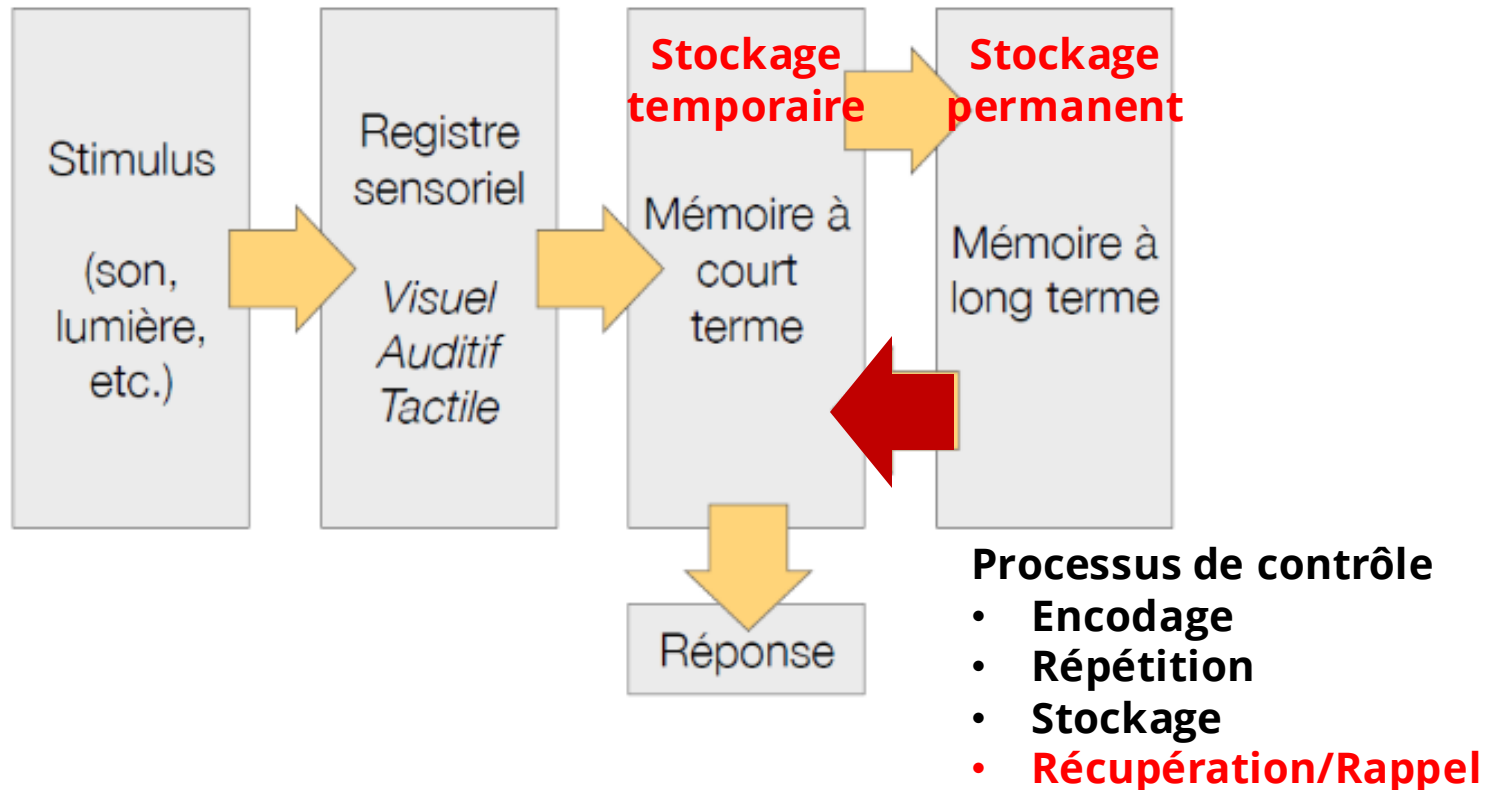 Stimulus
(son,
lumière,
etc.)
Registre
sensoriel
Visuel
Auditif
Tactile
Stockage
temporaire
Mémoire à
court
terme
Stockage
permanent
Mémoire à
long terme
Réponse
Processus de contrôle
• Encodage
• Répétition
• Stockage
• Récupération/Rappel